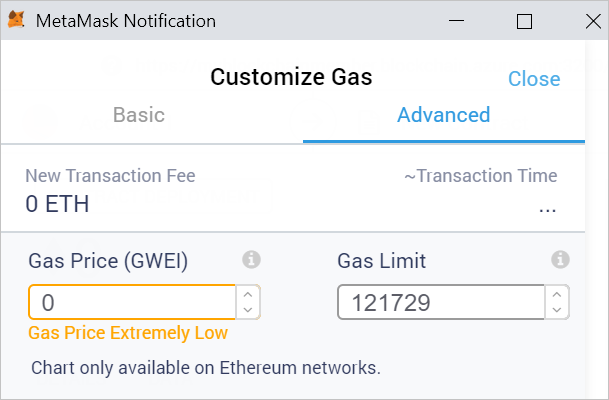 MetaMask Notification
Customize Gas
Close
Basic
Advanced
New Transaction Fee
~Transaction Time
0 ETH
...
Gas Price (GWEI)
Gas Limit
0
121729
Gas Price Extremely Low
Chart only available on Ethereum networks.